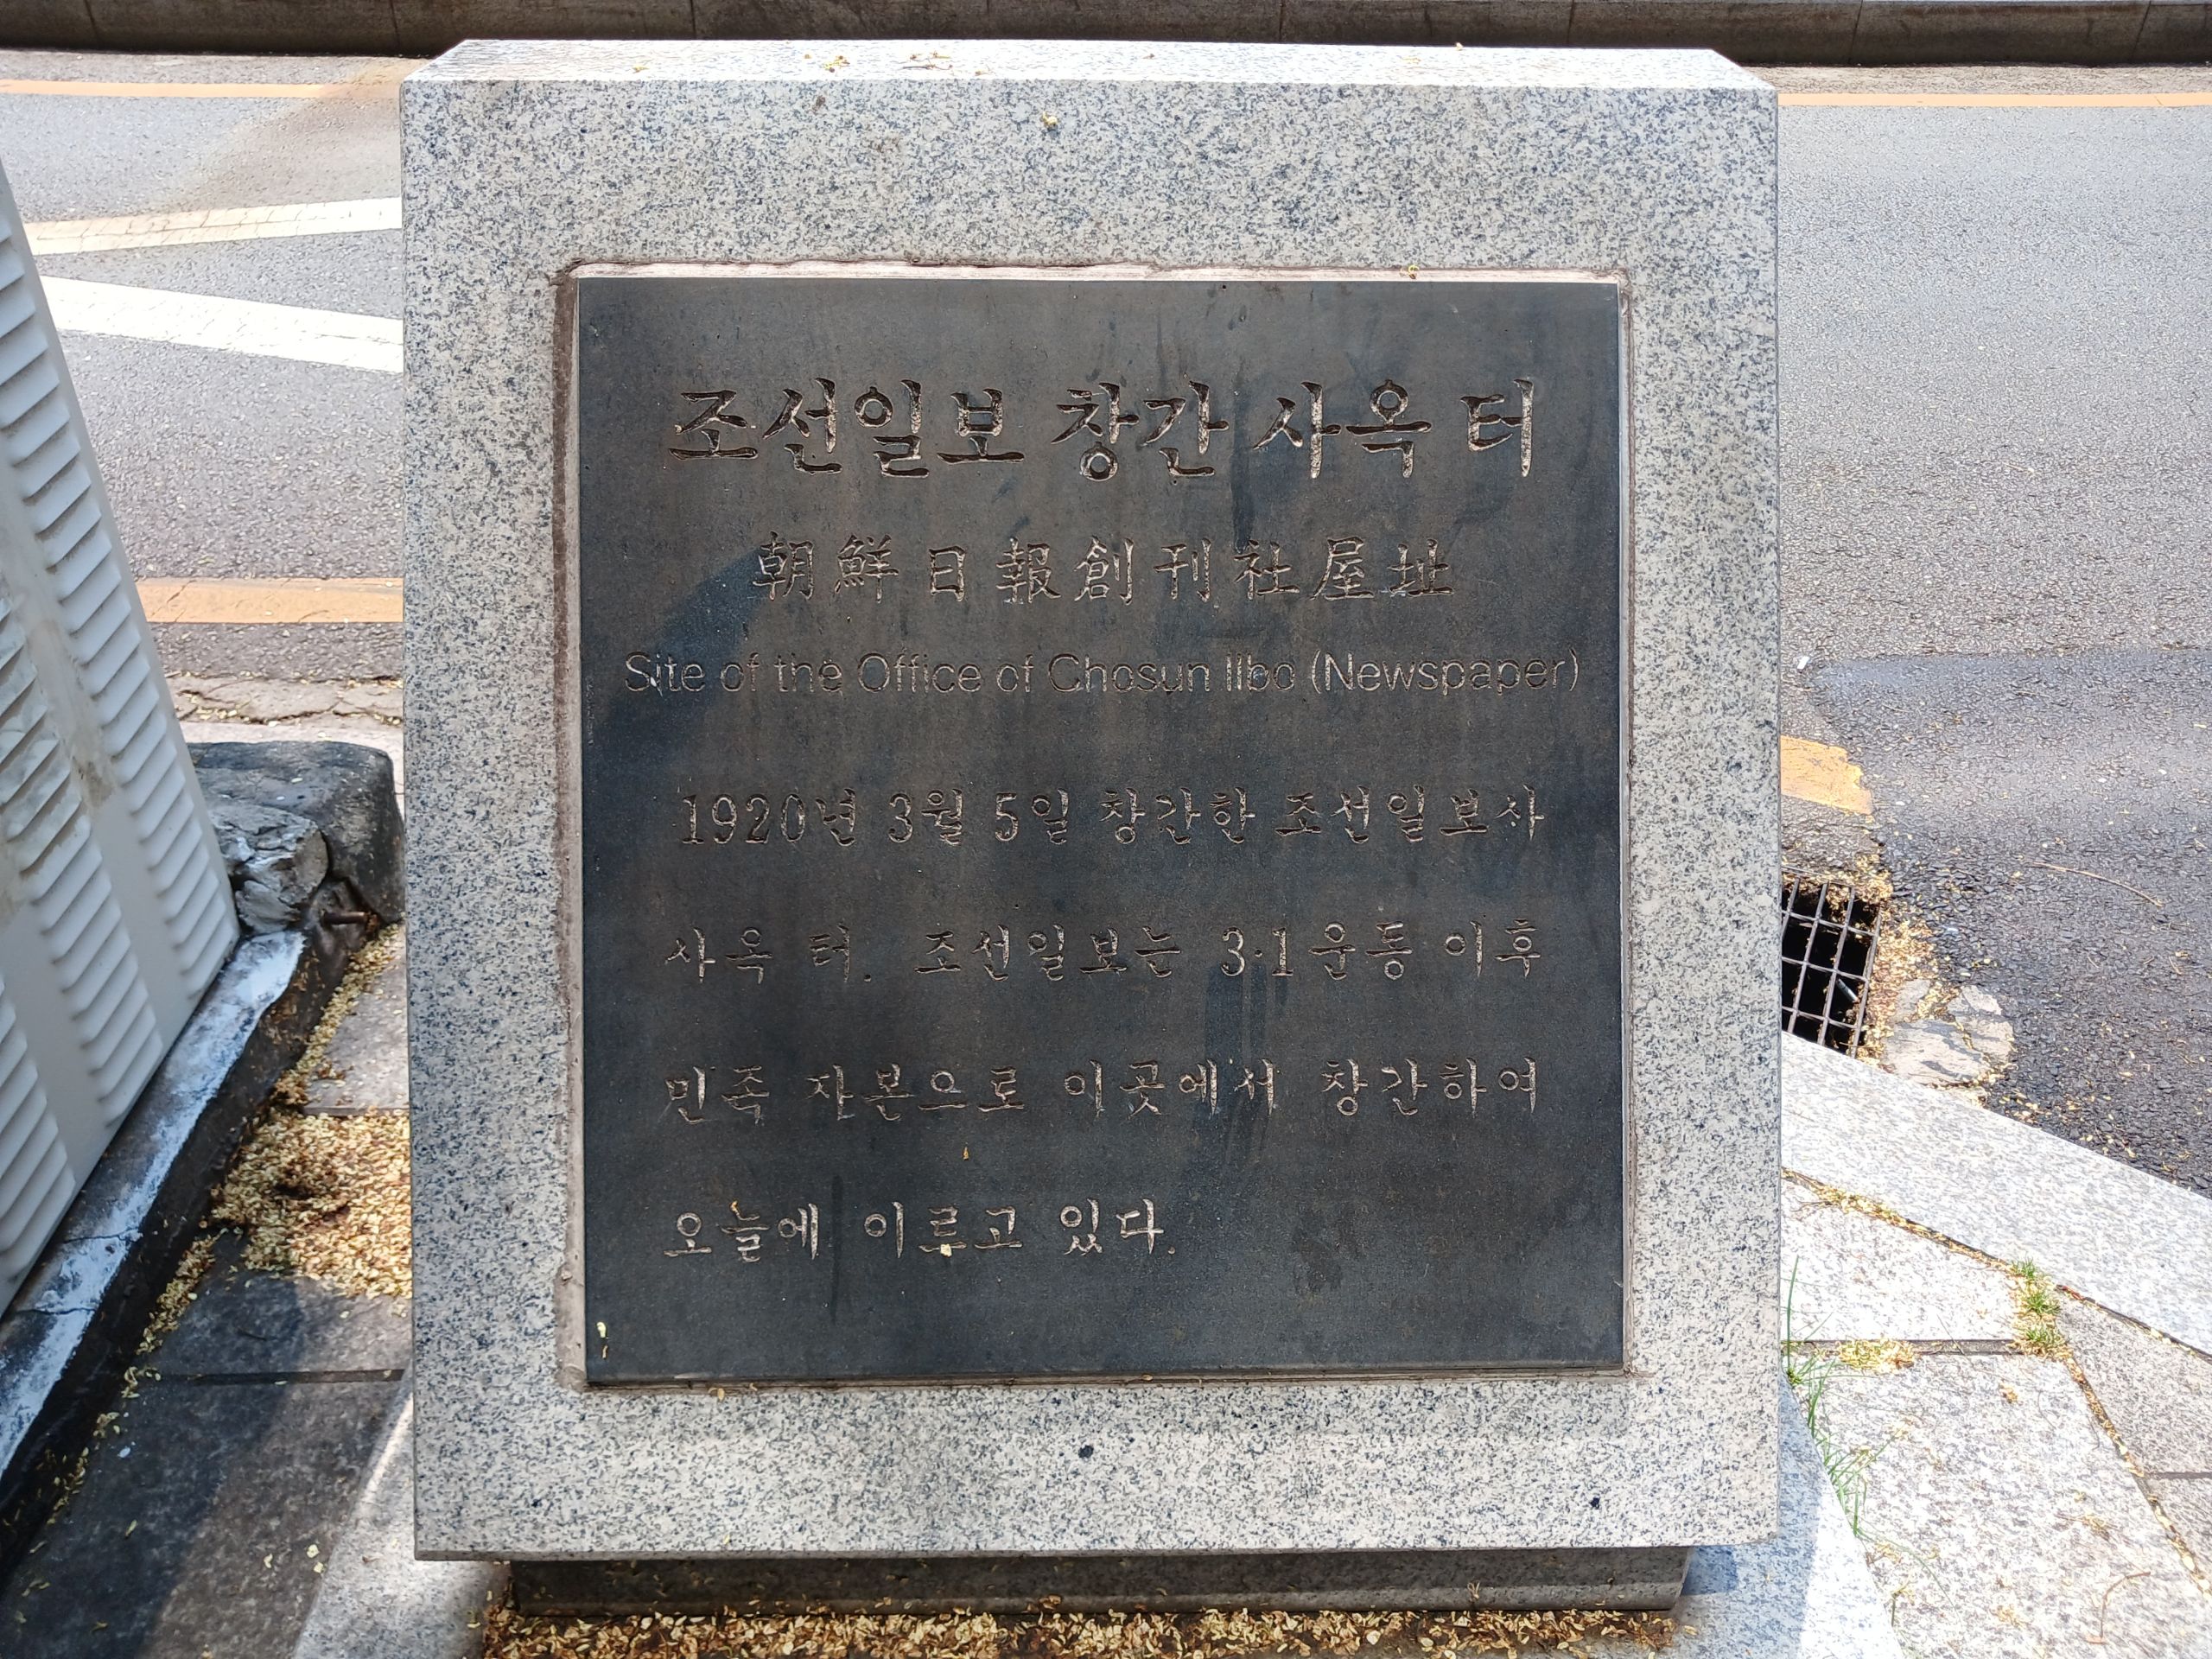 조선일보 창간 사옥 터
朝鮮日報創刊社屋址
Site of the Office of Chosun Ilbo (Newspaper)
1920년 3월 5일 창간한 조선일보사
사옥 터. 조선일보는 3·1운동 이후
민족 자본으로 이곳에서 창간하여
오늘에 이르고 있다.